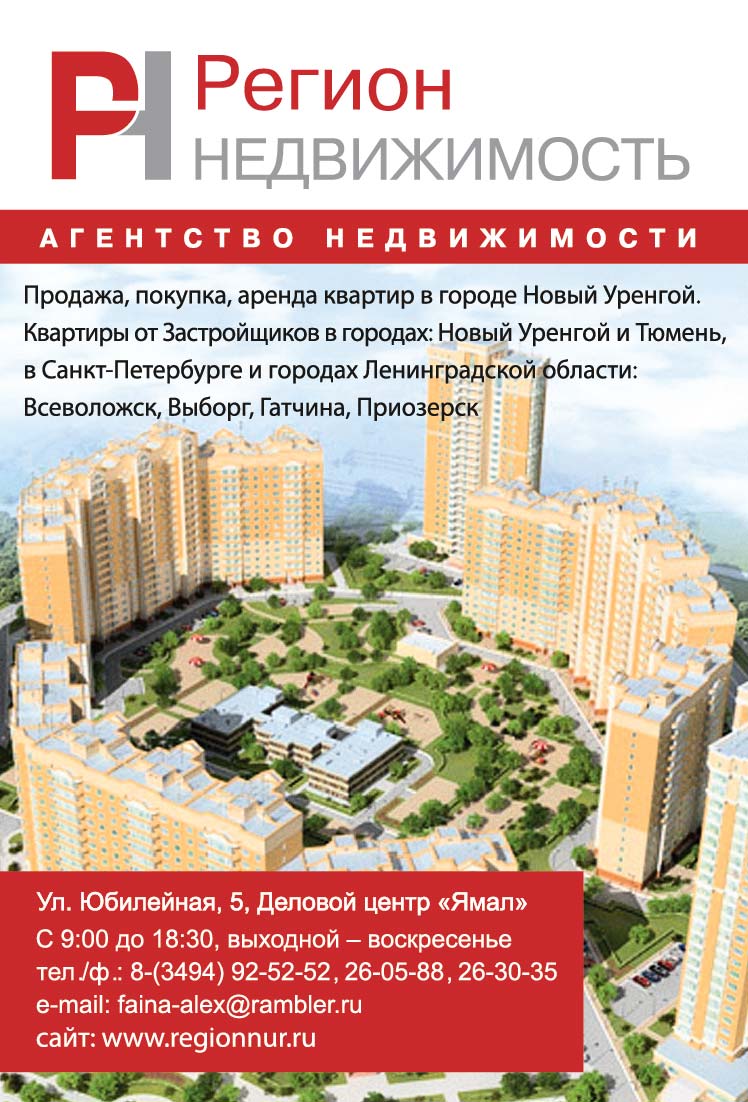 РН Регион
НЕДВИЖИМОСТЬ
АГЕНТСТВО НЕДВИЖИМОСТИ
Продажа, покупка, аренда квартир в городе Новый Уренгой.
Квартиры от Застройщиков в городах: Новый Уренгой и Тюмень,
в Санкт-Петербурге и городах Ленинградской области:
Всеволожск, Выборг, Гатчина, Приозерск
Ул. Юбилейная, 5, Деловой центр «Ямал»
С 9:00 до 18:30, выходной – воскресенье
тел./ф.: 8-(3494) 92-52-52, 26-05-88, 26-30-35
e-mail: faina-alex@rambler.ru
сайт: www.regionnur.ru